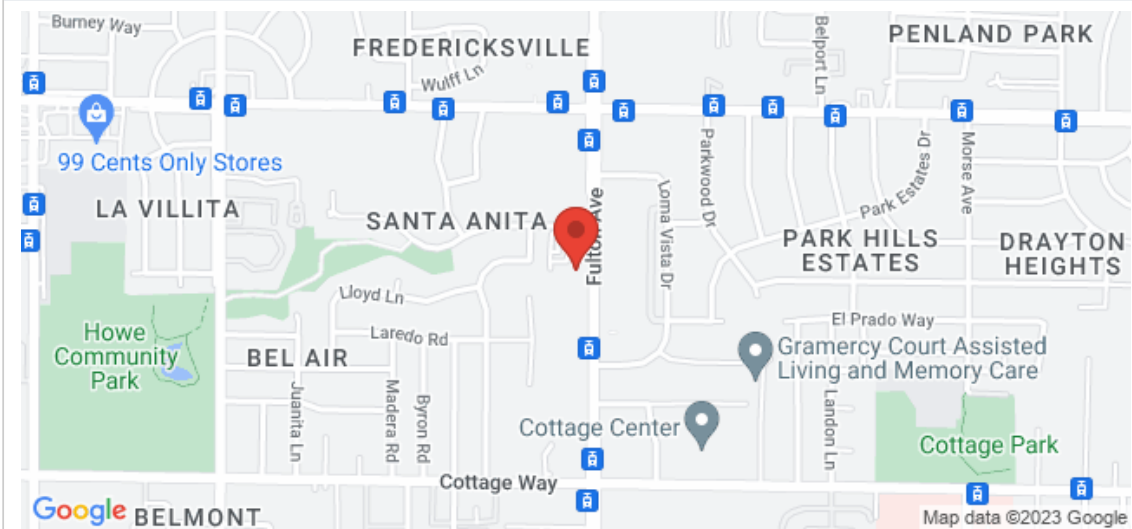 Burney Way
FREDERICKSVILLE
Wulff Ln
Belport Ln
PENLAND PARK
99 Cents Only Stores
LA VILLITA
SANTA ANITA
Fulton Ave
Loma Vista Dr
Parkwood Dr
Park Estates Dr
Morse Ave
PARK HILLS
ESTATES
DRAYTON
HEIGHTS
Lloyd Ln
Laredo Rd
Howe
Community
Park
BEL AIR
Juanita Ln
Madera Rd
Byron Rd
El Prado Way
Gramercy Court Assisted
Living and Memory Care
Landon Ln
Cottage Center
Cottage Park
Cottage Way
Google
BELMONT
Map data ©2023 Google